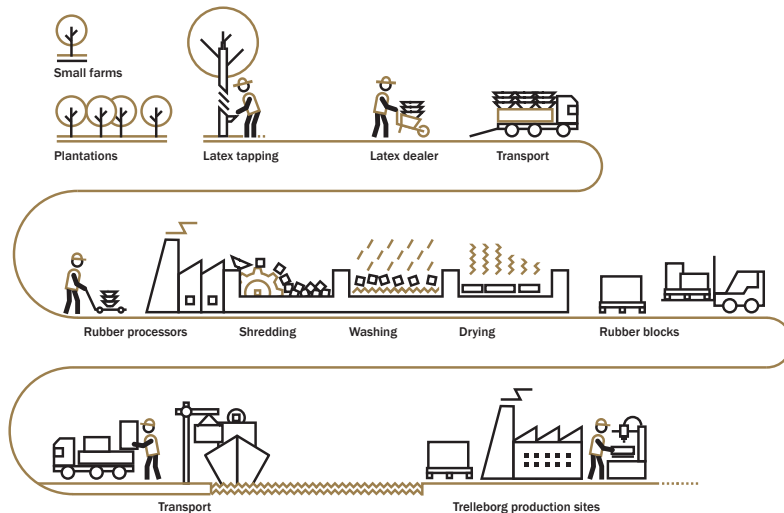 Small farms
Plantations
Latex tapping
Latex dealer
Transport
Rubber processors
Shredding
Washing
Drying
Rubber blocks
Transport
Trelleborg production sites